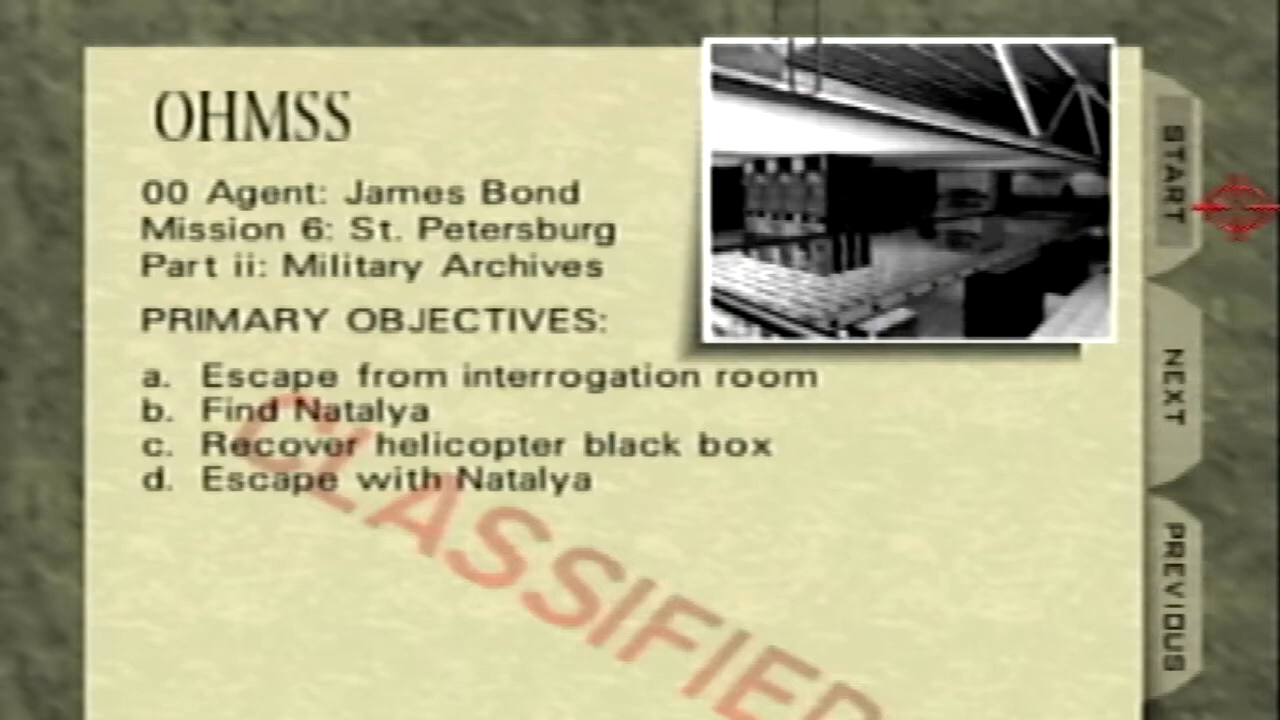 OHMSS
00 Agent: James Bond
Mission 6: St. Petersburg
Part ii: Military Archives
PRIMARY OBJECTIVES:
a. Escape from interrogation room
b. Find Natalya
c. Recover helicopter black box
d. Escape with Natalya
CLASSIFIED
START
NEXT
PREVIOUS